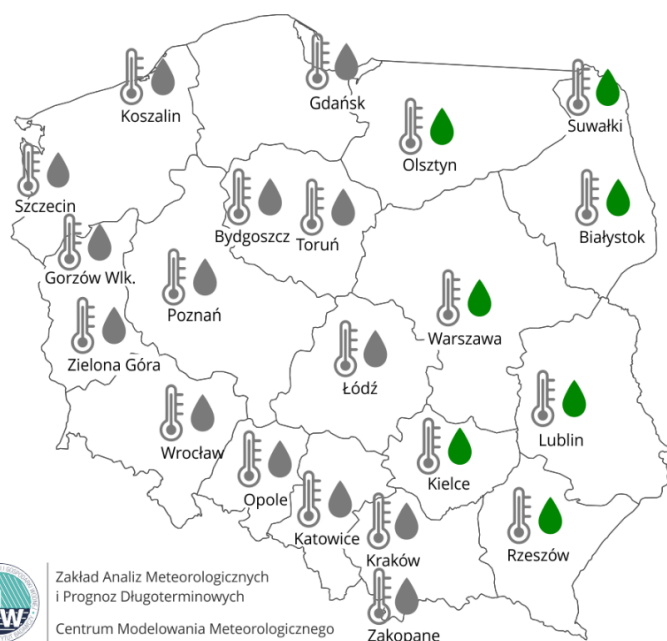 Koszalin
Gdańsk
Suwałki
Olsztyn
Szczecin
Bydgoszcz
Toruń
Białystok
Gorzów Wlk.
Poznań
Warszawa
Zielona Góra
Łódź
Lublin
Wrocław
Kielce
Opole
Katowice
Kraków
Rzeszów
Zakopane
Zakład Analiz Meteorologicznych
i Prognoz Długoterminowych
Centrum Modelowania Meteorologicznego